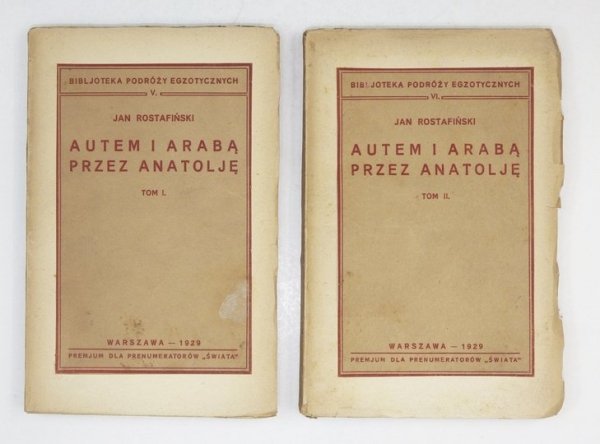 BIBLJOTEKA PODRÓŻY EGZOTYCZNYCH
V.
JAN ROSTAFIŃSKI
AUTEM I ARABĄ
PRZEZ ANATOLJĘ
TOM I.
WARSZAWA — 1929
PREMJUM DLA PRENUMERATORÓW „ŚWIATA"
BIBLJOTEKA PODRÓŻY EGZOTYCZNYCH
VI.
JAN ROSTAFIŃSKI
AUTEM I ARABĄ
PRZEZ ANATOLJĘ
TOM II.
WARSZAWA — 1929
PREMJUM DLA PRENUMERATORÓW „ŚWIATA"